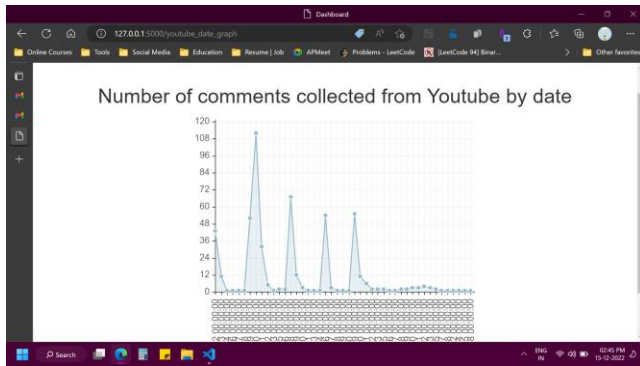 Dashboard
127.0.0.1:5000/youtube_date_graph
Online Courses Tools Social Media Education Resume | Job APMeet Problems - LeetCode [LeetCode 94] Binar... Other favorites
Number of comments collected from Youtube by date
120
108
96
84
72
60
48
36
24
12
0
Search
ENG 02:45 PM
IN 15-12-2022